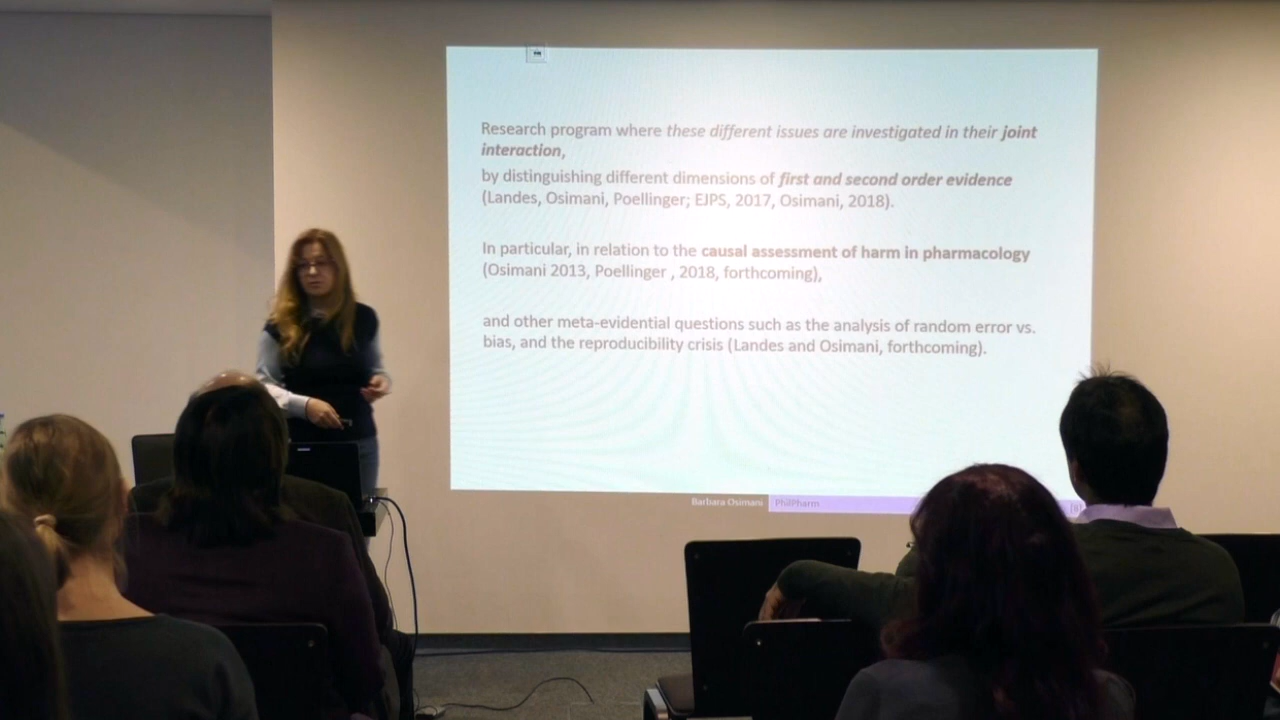 Research program where these different issues are investigated in their joint
interaction,
by distinguishing different dimensions of first and second order evidence
(Landes, Osimani, Poellinger; EJPS, 2017, Osimani, 2018).
In particular, in relation to the causal assessment of harm in pharmacology
(Osimani 2013, Poellinger , 2018, forthcoming),
and other meta-evidential questions such as the analysis of random error vs.
bias, and the reproducibility crisis (Landes and Osimani, forthcoming).
Barbara Osimani PhilPharm